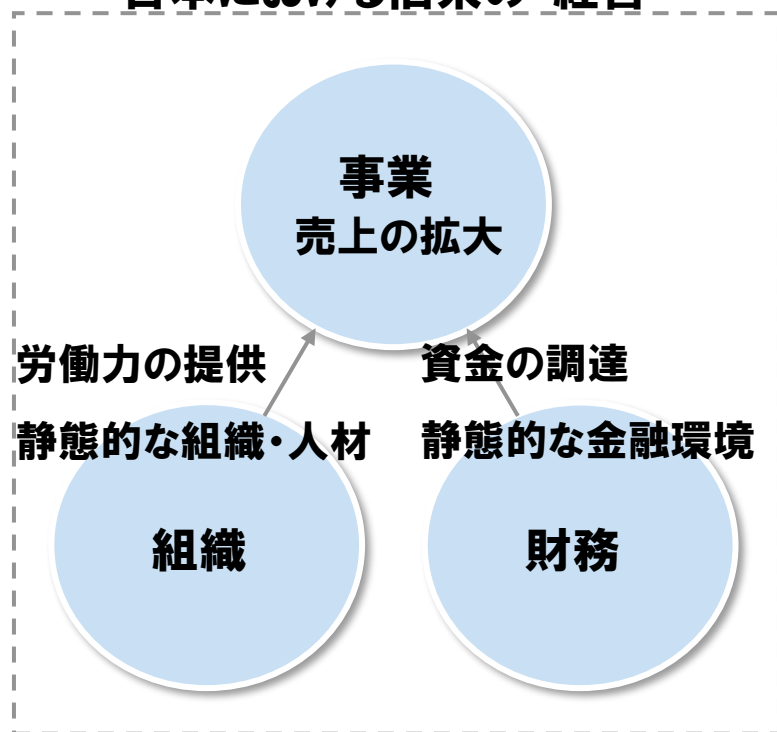 事業
売上の拡大
労働力の提供
資金の調達
静態的な組織・人材
静態的な金融環境
組織
財務